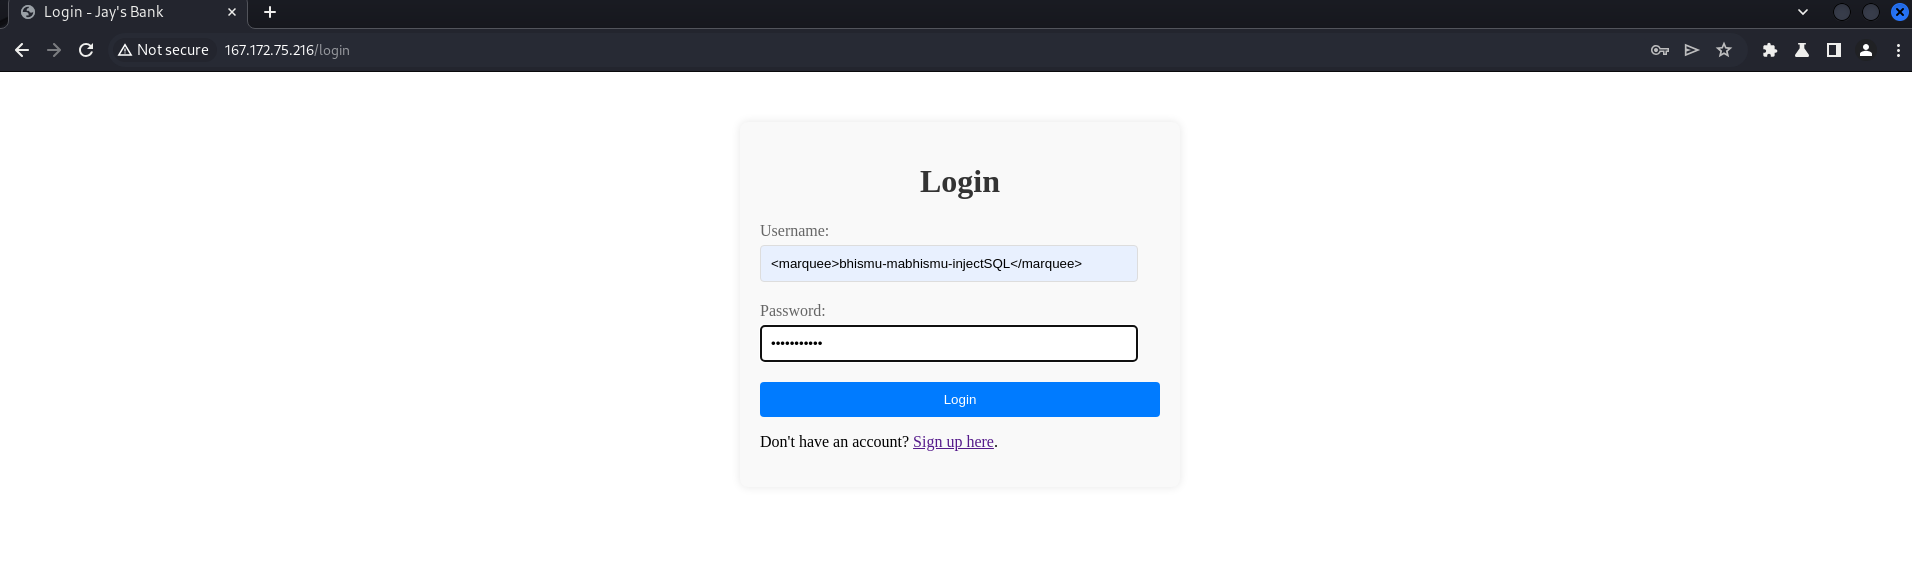 Login - Jay's Bank
Not secure 167.172.75.216/login
Login
Username:
<marquee>bhismu-mabhismu-injectSQL</marquee>
Password:
•••••••••••
Login
Don't have an account? Sign up here.